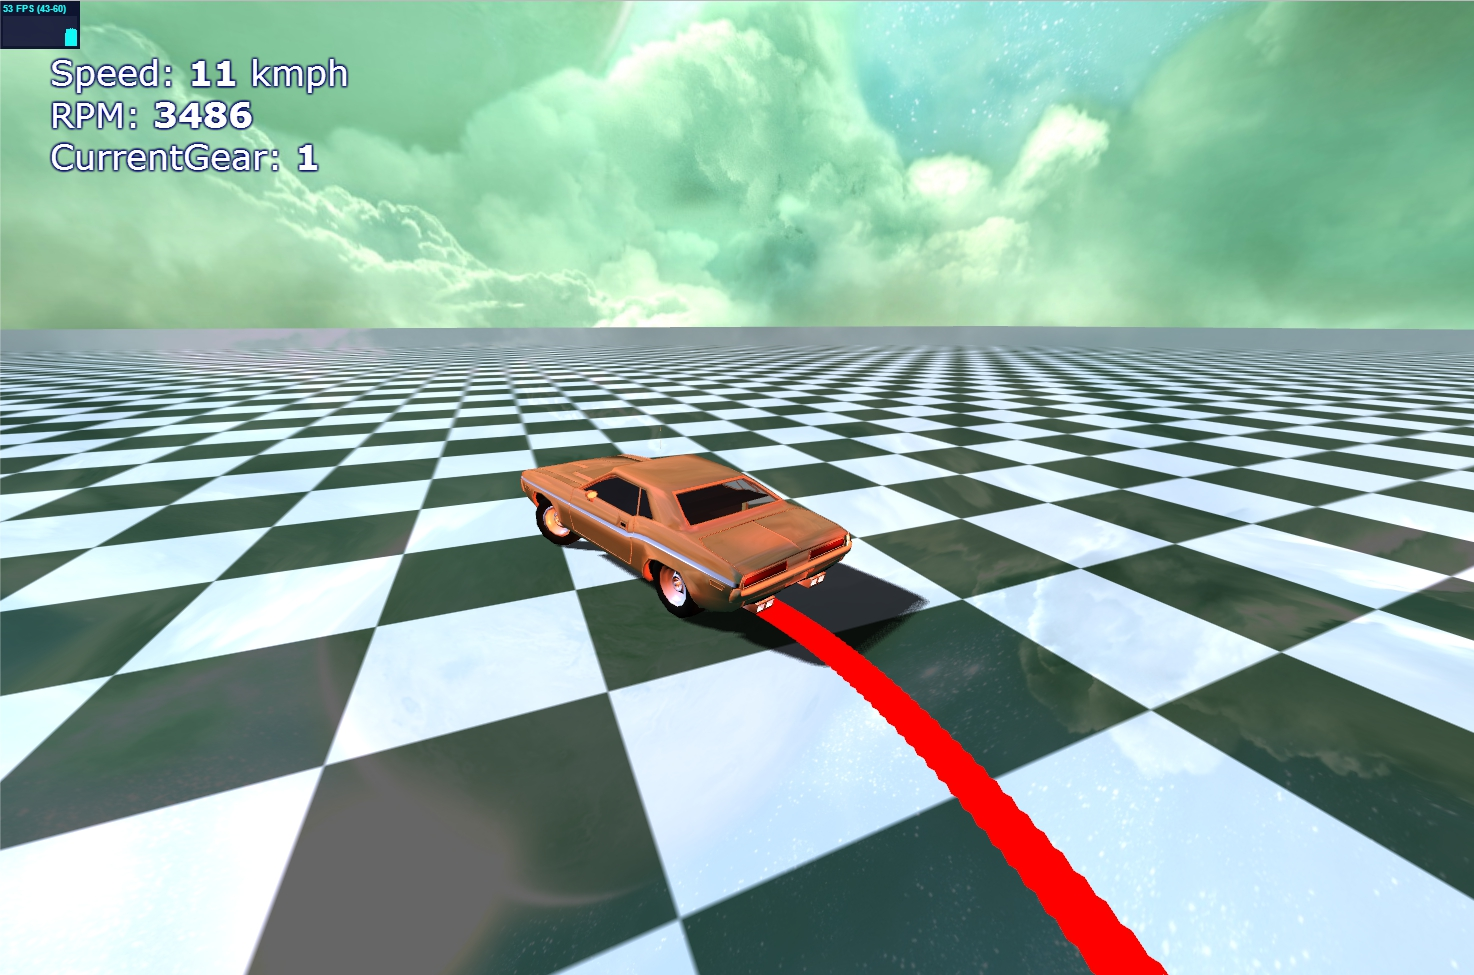 53 FPS (43-60)
Speed: 11 kmph
RPM: 3486
CurrentGear: 1